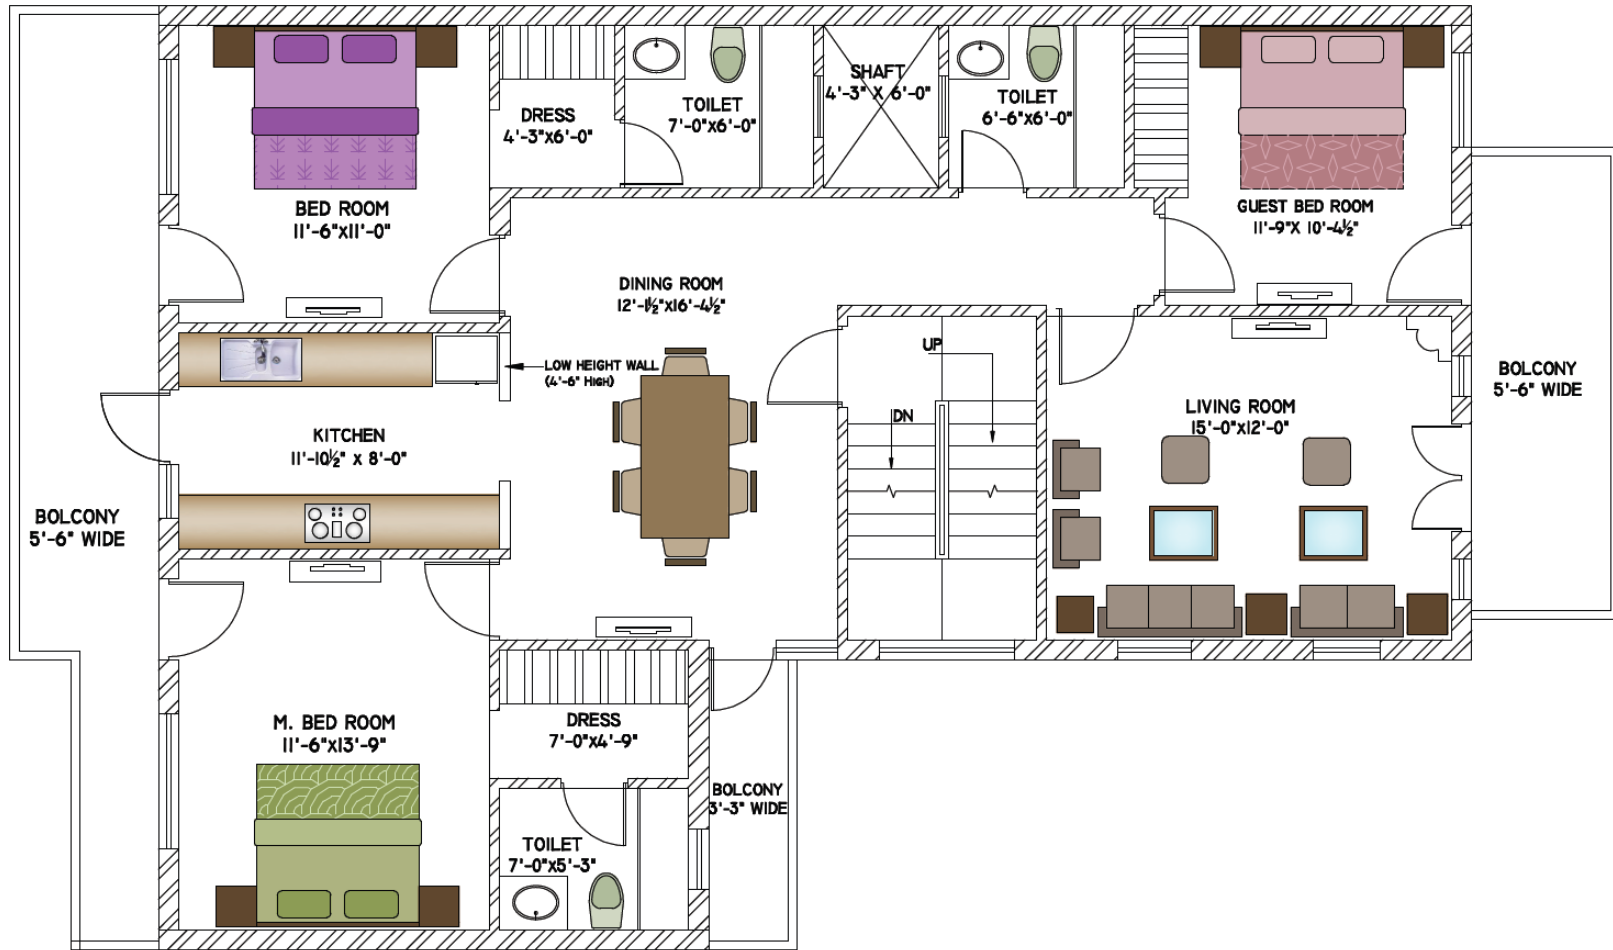 SHAFT
4'-3" X 6'-0"
TOILET
7'-0"x6'-0"
TOILET
6'-6"x6'-0"
DRESS
4'-3"x6'-0"
BED ROOM
11'-6"x11'-0"
GUEST BED ROOM
11'-9"X 10'-4½"
DINING ROOM
12'-1½"x16'-4½"
UP
LOW HEIGHT WALL
(4'-6" HIGH)
BOLCONY
5'-6" WIDE
DN
LIVING ROOM
15'-0"x12'-0"
KITCHEN
11'-10½" X 8'-0"
BOLCONY
5'-6" WIDE
M. BED ROOM
11'-6"x13'-9"
DRESS
7'-0"x4'-9"
BOLCONY
3'-3" WIDE
TOILET
7'-0"x5'-3"